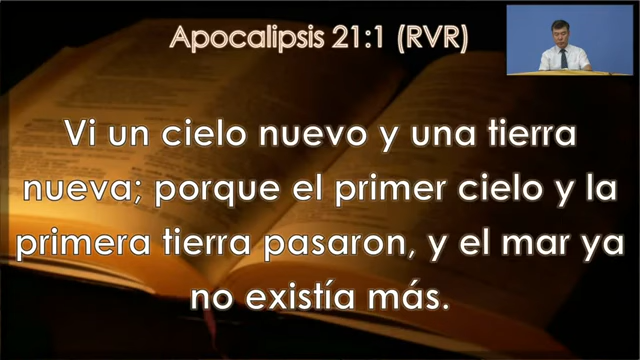 Apocalipsis 21:1 (RVR)
Vi un cielo nuevo y una tierra
nueva; porque el primer cielo y la
primera tierra pasaron, y el mar ya
no existía más.